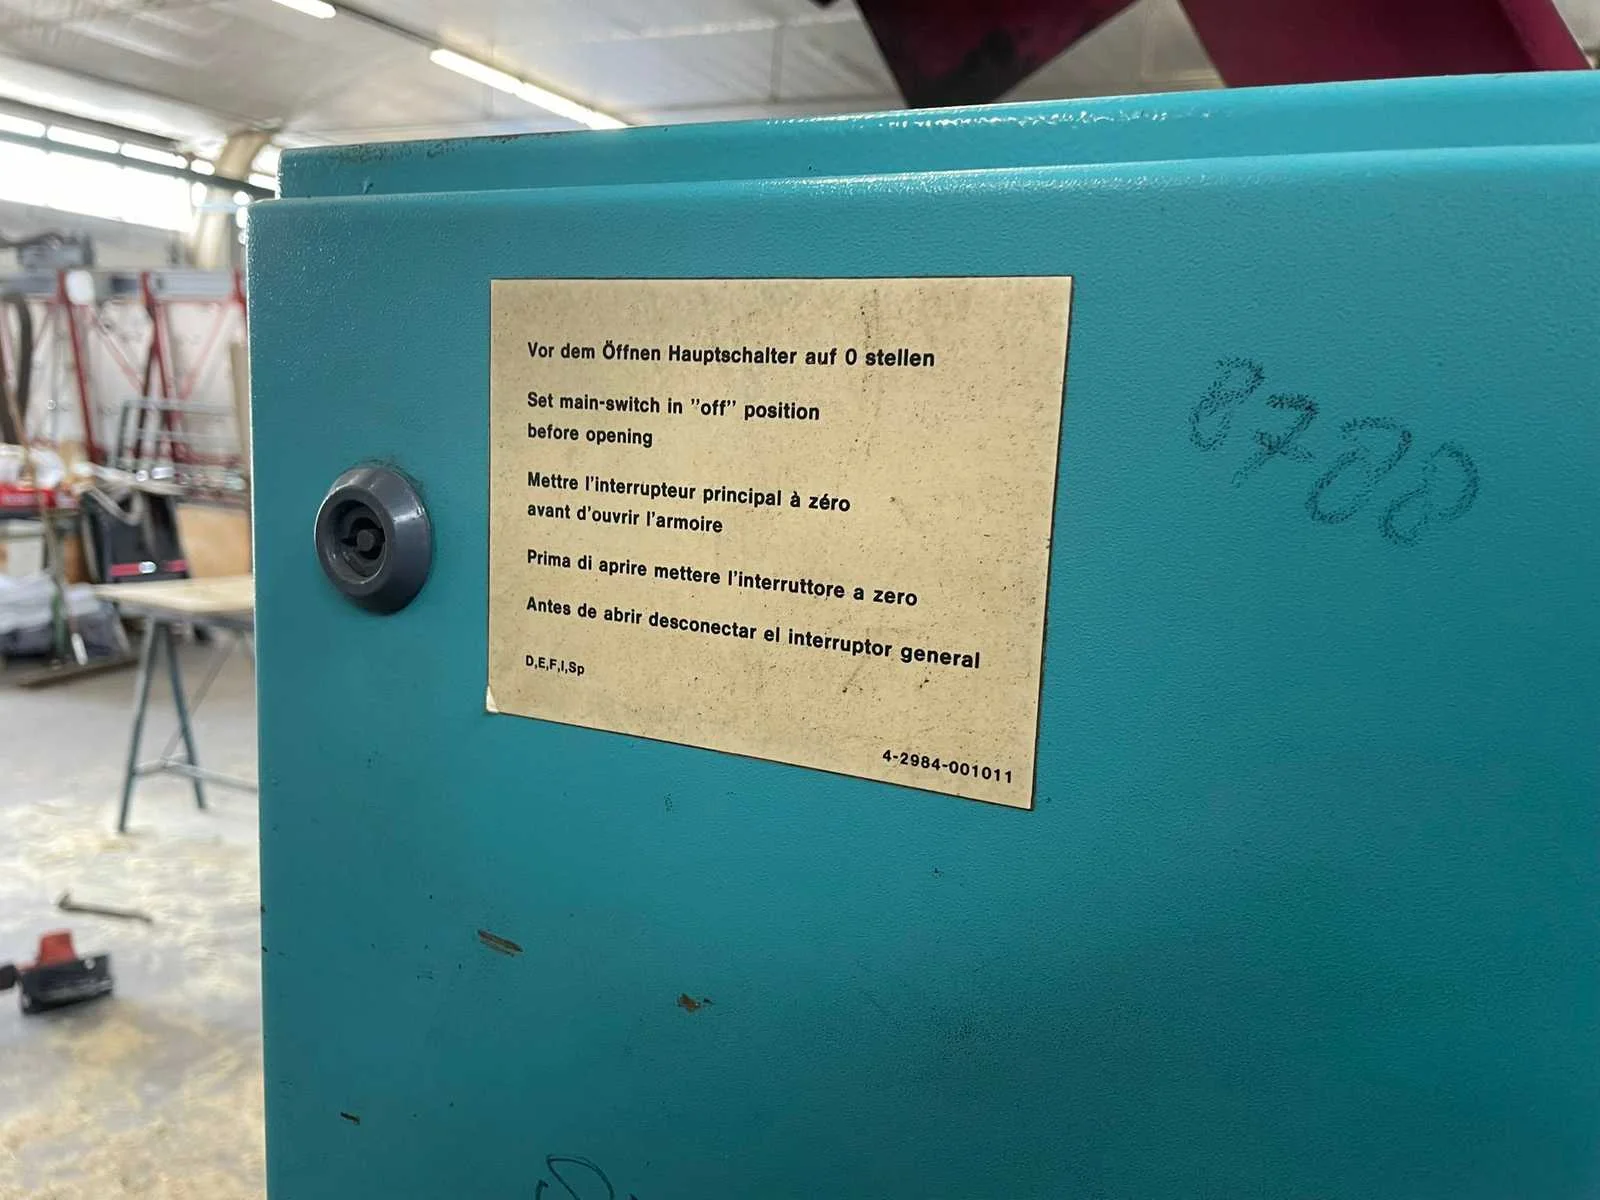 Vor dem Öffnen Hauptschalter auf 0 stellen
Set main-switch in "off" position
before opening
Mettre l'interrupteur principal à zéro
avant d'ouvrir l'armoire
Prima di aprire mettere l'interruttore a zero
Antes de abrir desconectar el interruptor general
D,E,F,I,Sp
4-2984-001011
8788